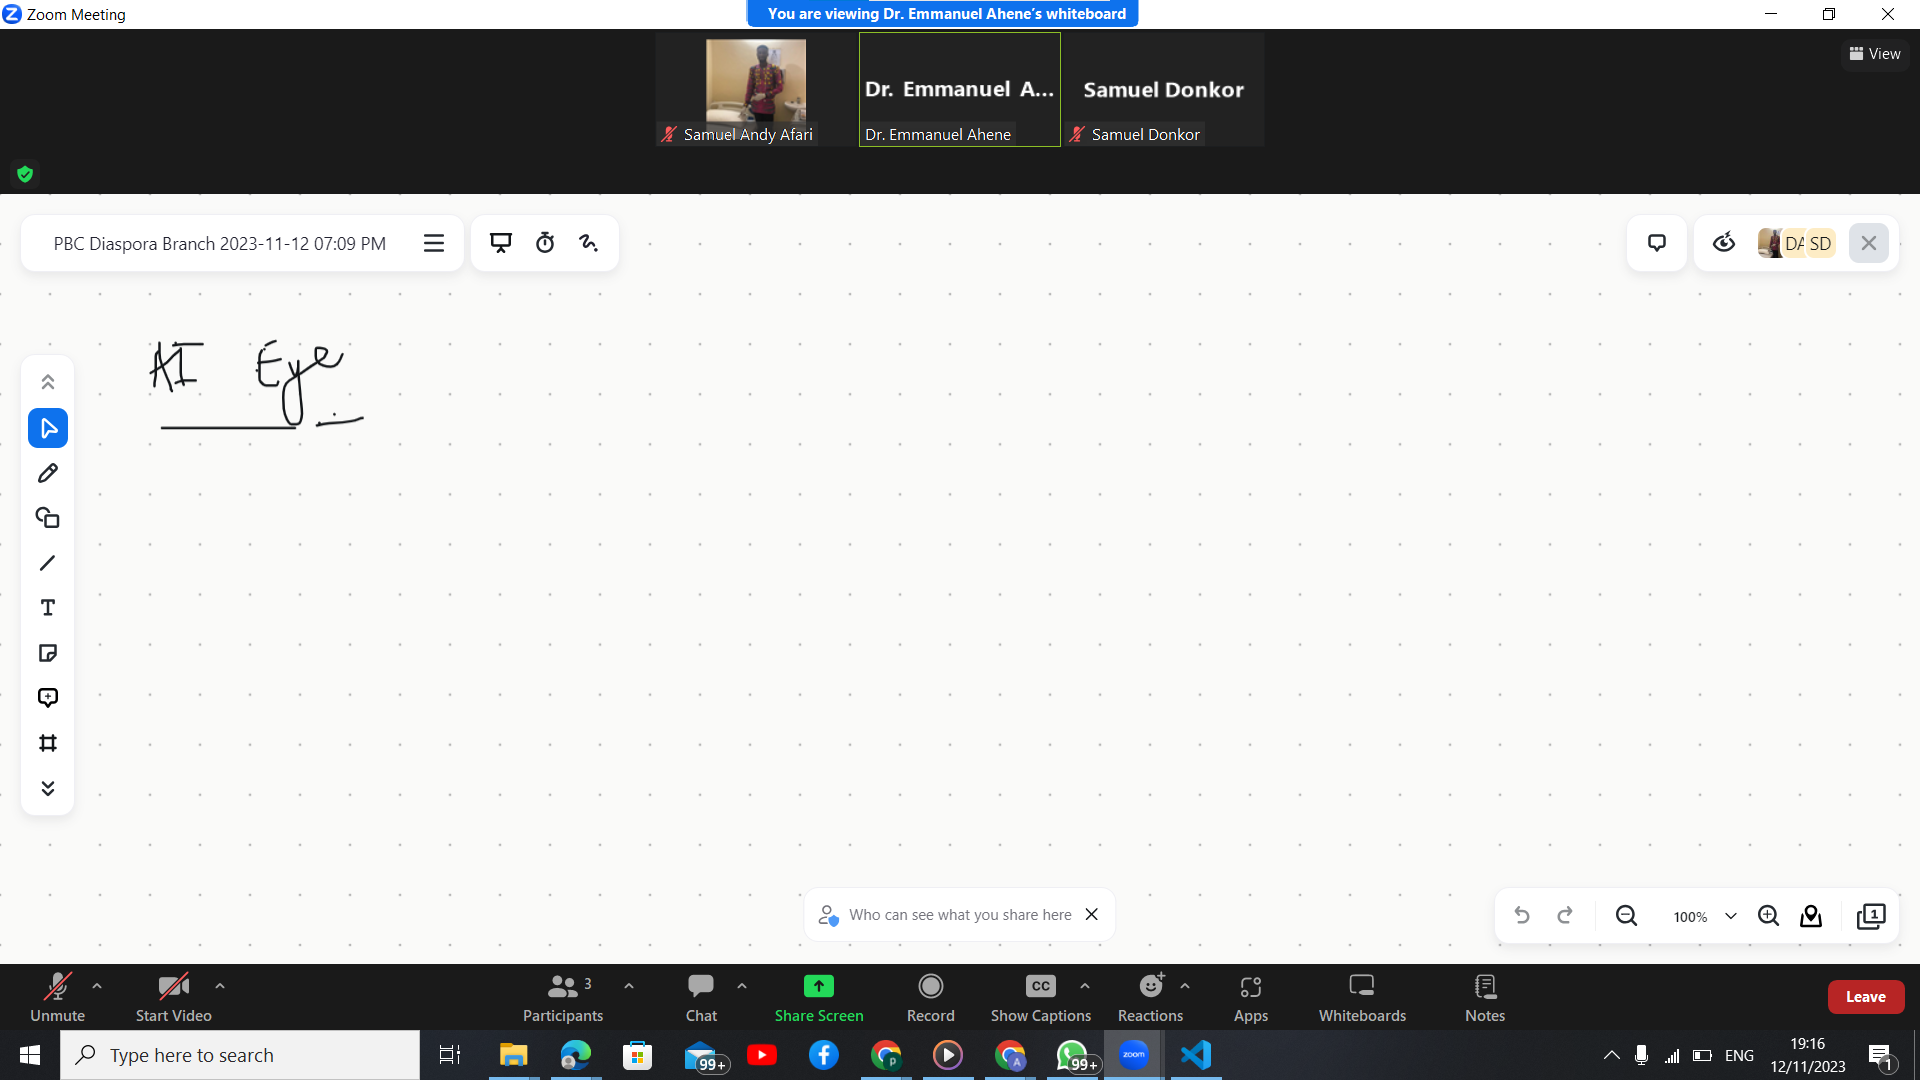 Zoom Meeting
You are viewing Dr. Emmanuel Ahene's whiteboard
View
Samuel Andy Afari
Dr. Emmanuel A...
Dr. Emmanuel Ahene
Samuel Donkor
Samuel Donkor
PBC Diaspora Branch 2023-11-12 07:09 PM
DA SD
AI Eye
T
Who can see what you share here
100%
1
Unmute
Start Video
3
Participants
Chat
Share Screen
Record
CC
Show Captions
Reactions
Apps
Whiteboards
Notes
Leave
Type here to search
99+
P
A
99+
zoom
ENG
19:16
12/11/2023
1